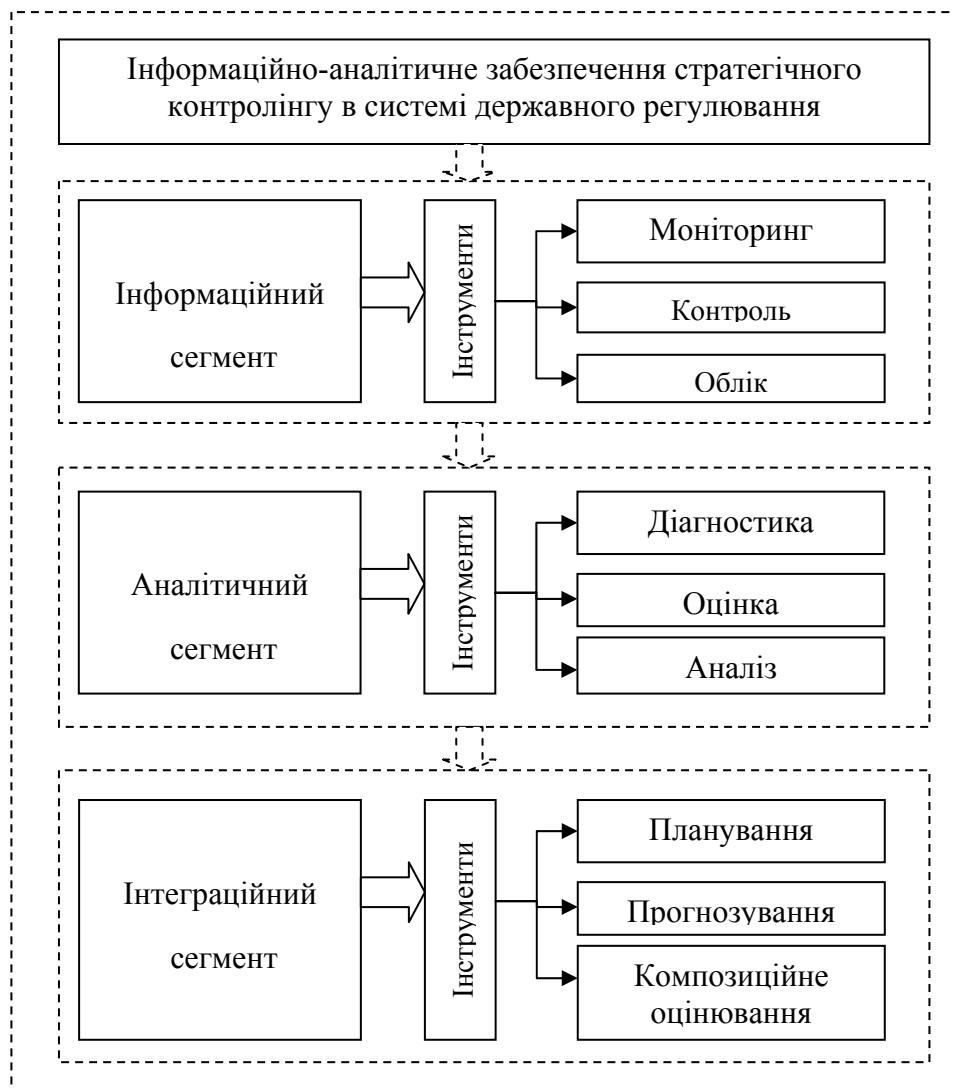 Інформаційно-аналітичне забезпечення стратегічного
контролінгу в системі державного регулювання
Інформаційний
сегмент
Інструменти
Моніторинг
Контроль
Облік
Аналітичний
сегмент
Інструменти
Діагностика
Оцінка
Аналіз
Інтеграційний
сегмент
Інструменти
Планування
Прогнозування
Композиційне
оцінювання